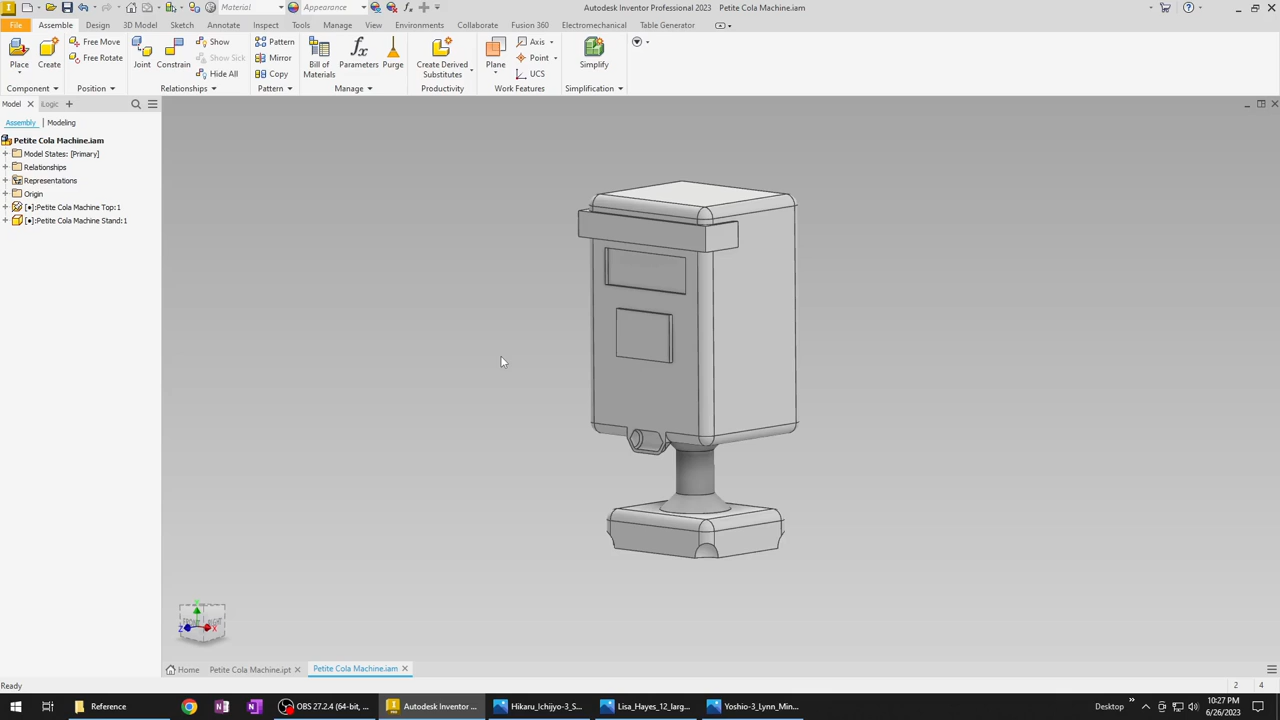 Material
Appearance
Autodesk Inventor Professional 2023 Petite Cola Machine.iam
File Assemble 3D Model Sketch Annotate Inspect Tools Manage View Environments Collaborate Fusion 360 Electromechanical Table Generator
Place
Create
Free Move
Free Rotate
Joint
Constrain
Show
Show Sick
Hide All
Pattern
Mirror
Copy
Bill of
Materials
Parameters
Purge
Create Derived
Substitutes
Plane
Axis
Point
UCS
Simplify
Component Position Relationships Pattern Manage Productivity Work Features Simplification
Model iLogic
Assembly Modeling
Petite Cola Machine.iam
Model States: [Primary]
Relationships
Representations
Origin
[●]:Petite Cola Machine Top:1
[●]:Petite Cola Machine Stand:1
FRONT RIGHT
Y
Z X
Home Petite Cola Machine.ipt Petite Cola Machine.iam
Ready 2 4
Reference
OBS 27.2.4 (64-bit, ...
Autodesk Inventor ...
Hikaru_Ichijyo-3_S...
Lisa_Hayes_12_larg...
Yoshio-3_Lynn_Min...
Desktop
10:27 PM
6/26/2023